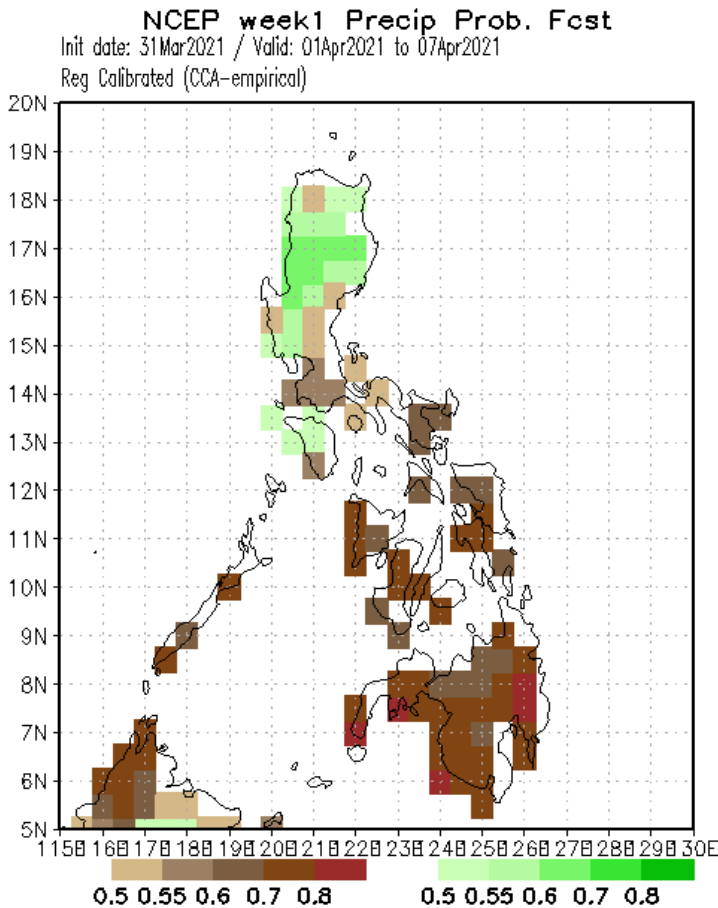 NCEP week1 Precip Prob. Fcst
Init date: 31Mar2021 / Valid: 01Apr2021 to 07Apr2021
Reg Calibrated (CCA-empirical)
20N
19N
18N
17N
16N
15N
14N
13N
12N
11N
10N
9N
8N
7N
6N
5N
115E 116E 117E 118E 119E 120E 121E 122E 123E 124E 125E 126E 127E 128E 129E 130E
0.5 0.55 0.6 0.7 0.8 0.5 0.55 0.6 0.7 0.8